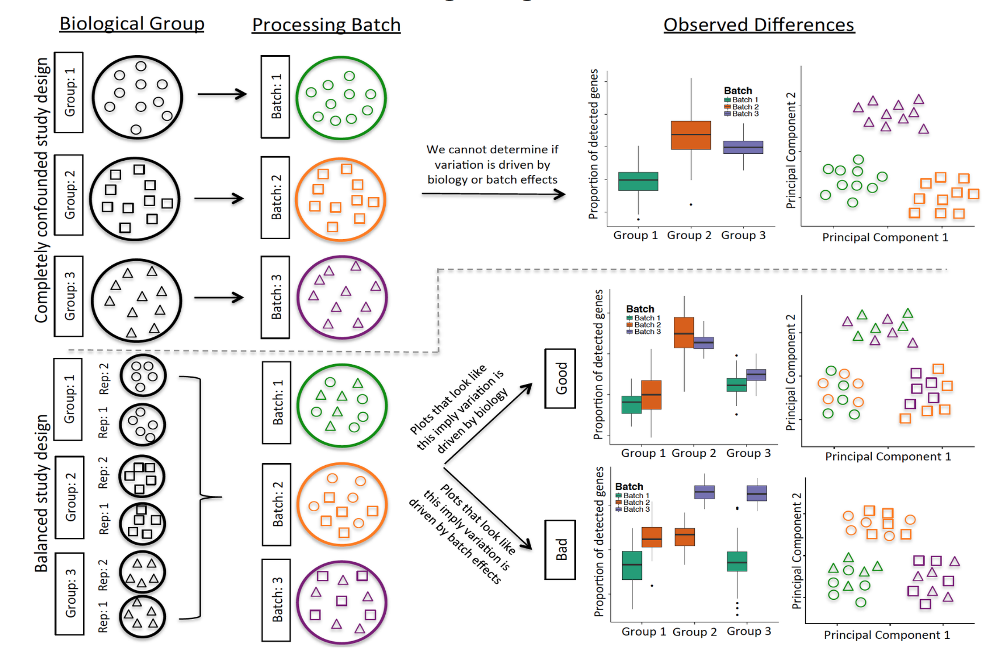 Biological Group
Processing Batch
Observed Differences
Completely confounded study design
Group: 1
Batch: 1
Group: 2
Batch: 2
Group: 3
Batch: 3
We cannot determine if
variation is driven by
biology or batch effects
Proportion of detected genes
Batch
Batch 1
Batch 2
Batch 3
Group 1
Group 2
Group 3
Principal Component 2
Principal Component 1
Balanced study design
Group: 1
Rep: 2
Rep: 1
Group: 2
Rep: 2
Rep: 1
Group: 3
Rep: 2
Rep: 1
Batch: 1
Batch: 2
Batch: 3
Plots that look like
this imply variation is
driven by biology
Good
Proportion of detected genes
Batch
Batch 1
Batch 2
Batch 3
Group 1
Group 2
Group 3
Principal Component 2
Principal Component 1
Plots that look like
this imply variation is
driven by batch effects
Bad
Proportion of detected genes
Batch
Batch 1
Batch 2
Batch 3
Group 1
Group 2
Group 3
Principal Component 2
Principal Component 1